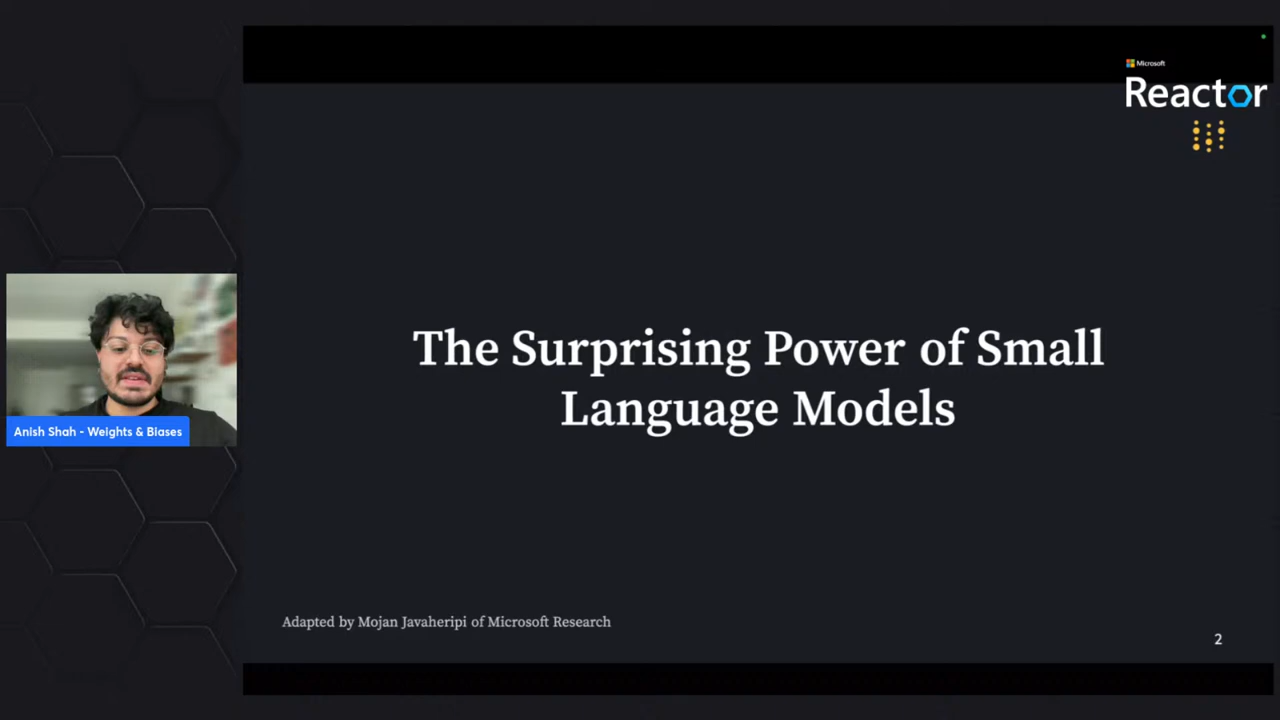 Microsoft
Reactor
The Surprising Power of Small
Language Models
Anish Shah - Weights & Biases
Adapted by Mojan Javaheripi of Microsoft Research
2